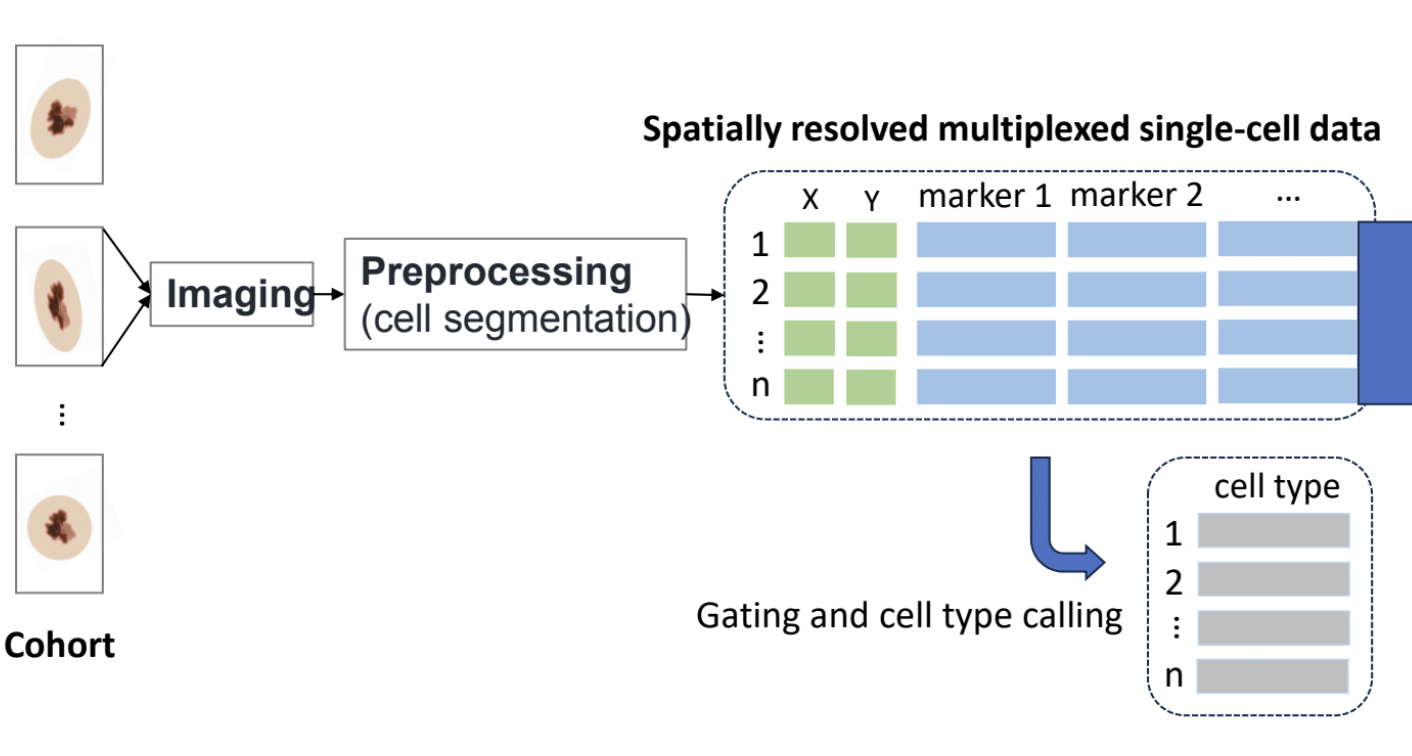 Spatially resolved multiplexed single-cell data
X Y marker 1 marker 2 ...
1
2
⋮
n
Imaging
Preprocessing
(cell segmentation)
⋮
Cohort
Gating and cell type calling
cell type
1
2
⋮
n